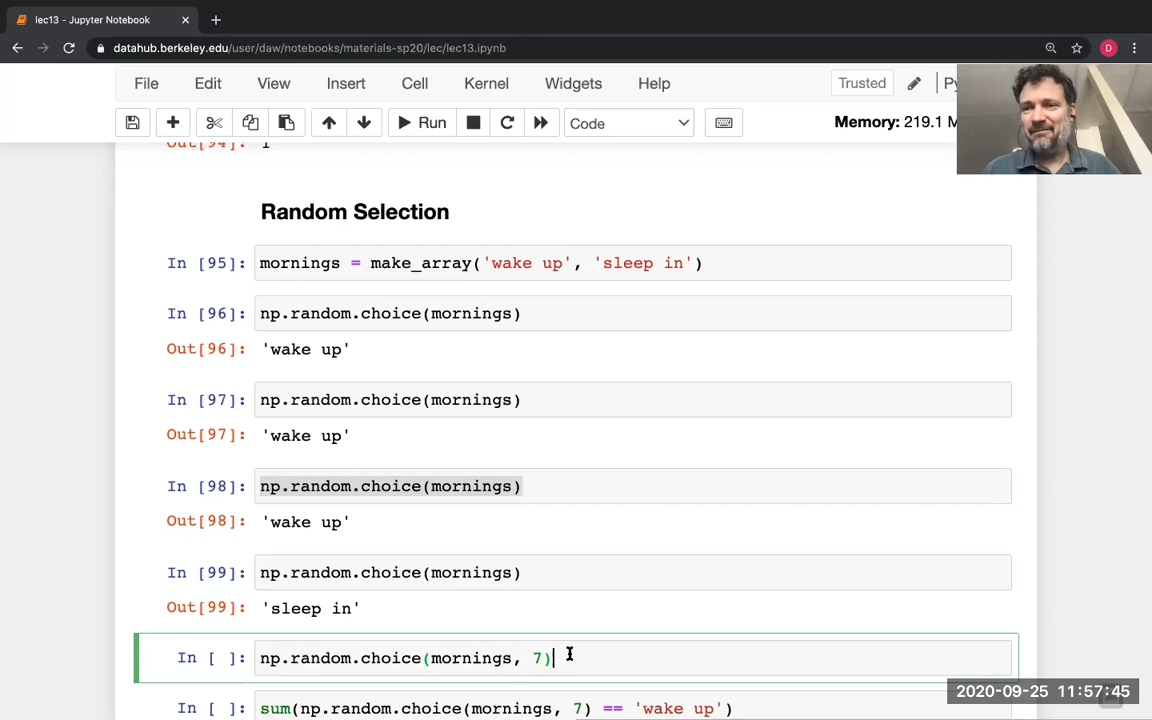 lec13 - Jupyter Notebook
datahub.berkeley.edu/user/daw/notebooks/materials-sp20/lec/lec13.ipynb
D
File Edit View Insert Cell Kernel Widgets Help Trusted Py
Run Code Memory: 219.1 M
Out[94]: 1
Random Selection
In [95]: mornings = make_array('wake up', 'sleep in')
In [96]: np.random.choice(mornings)
Out[96]: 'wake up'
In [97]: np.random.choice(mornings)
Out[97]: 'wake up'
In [98]: np.random.choice(mornings)
Out[98]: 'wake up'
In [99]: np.random.choice(mornings)
Out[99]: 'sleep in'
In [ ]: np.random.choice(mornings, 7)
In [ ]: sum(np.random.choice(mornings, 7) == 'wake up')
2020-09-25 11:57:45